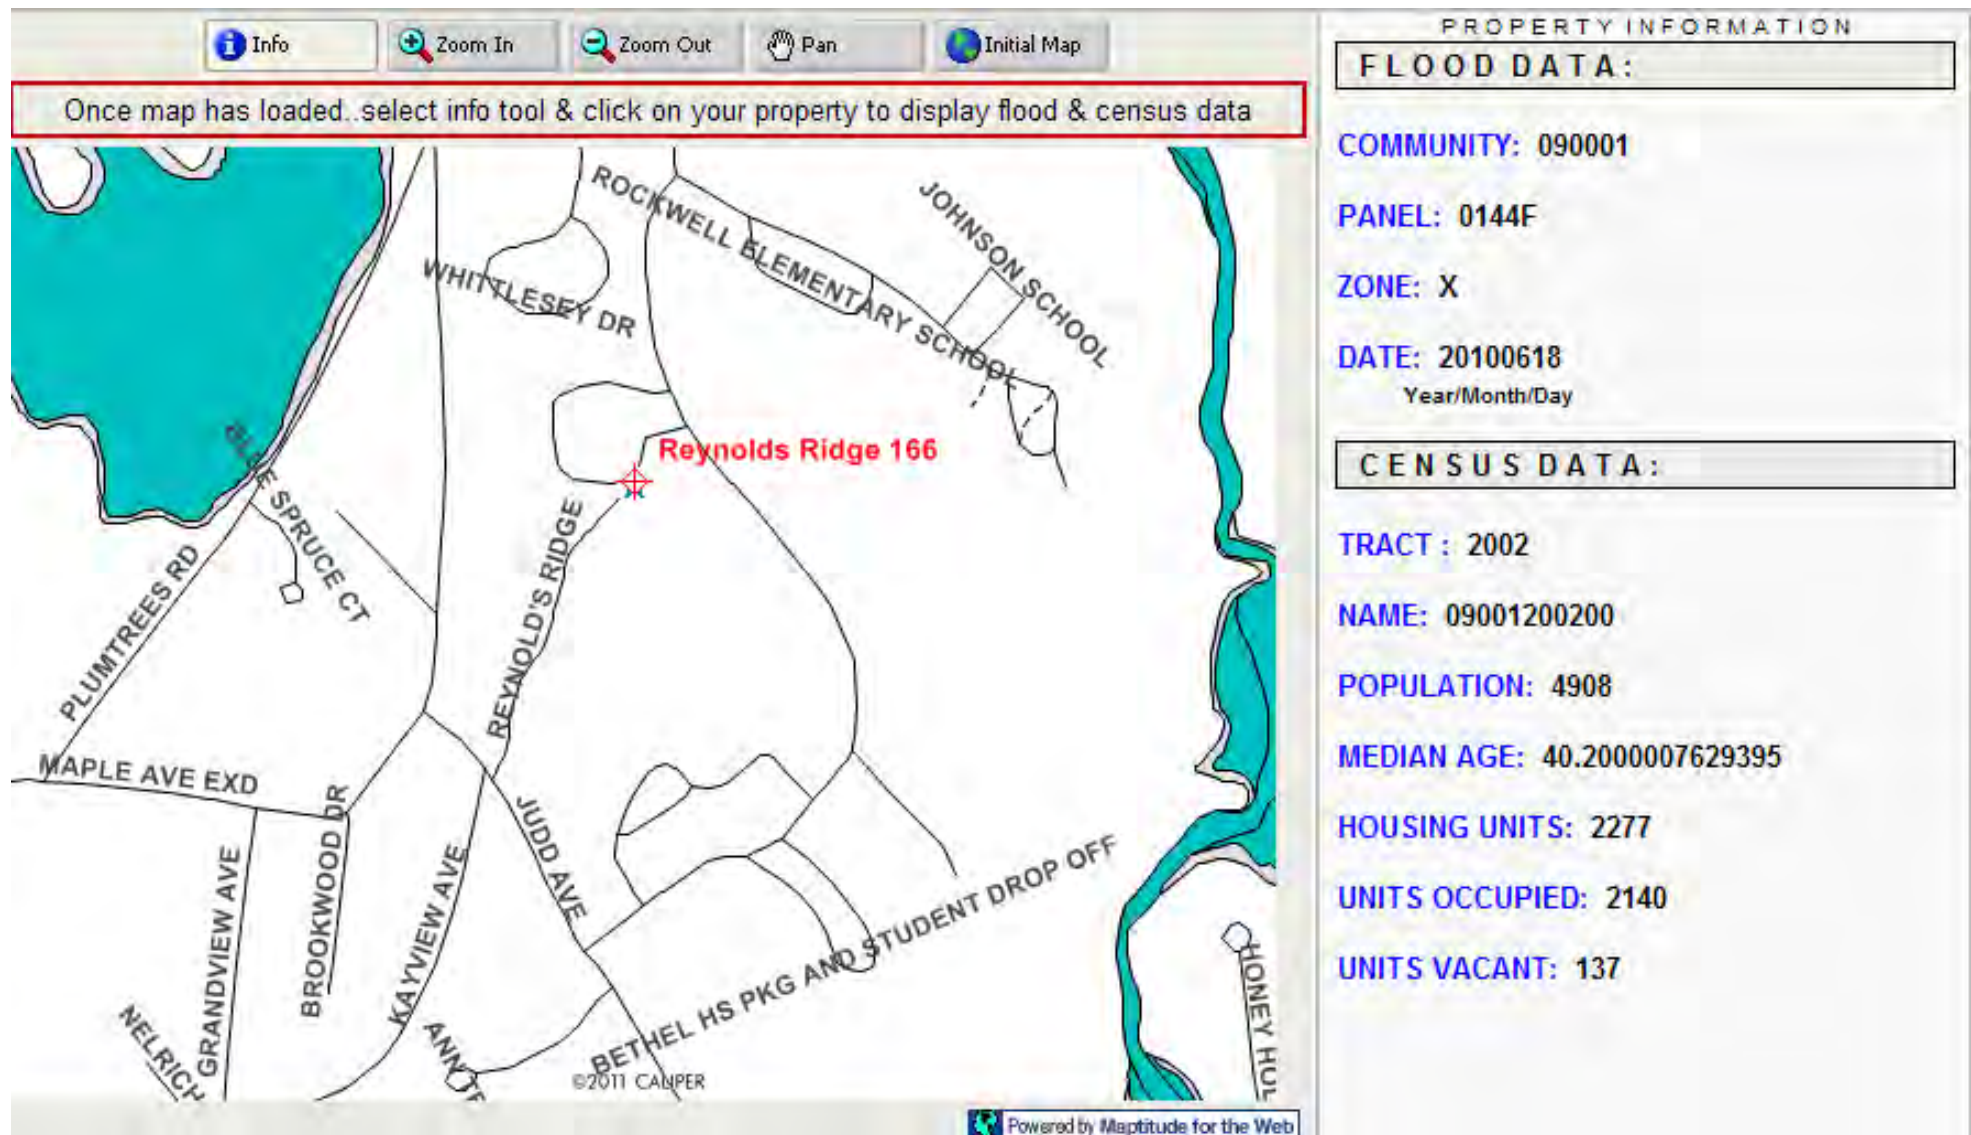 Info
Zoom In
Zoom Out
Pan
Initial Map
Once map has loaded..select info tool & click on your property to display flood & census data
ROCKWELL ELEMENTARY SCHOOL
JOHNSON SCHOOL
WHITTLESEY DR
Reynolds Ridge 166
BLUE SPRUCE CT
REYNOLD'S RIDGE
PLUMTREES RD
MAPLE AVE EXD
BROOKWOOD DR
JUDD AVE
GRANDVIEW AVE
KAYVIEW AVE
BETHEL HS PKG AND STUDENT DROP OFF
HONEY HOL
NELRICH
ANN TE
©2011 CALIPER
Powered by Maptitude for the Web
PROPERTY INFORMATION
FLOOD DATA:
COMMUNITY: 090001
PANEL: 0144F
ZONE: X
DATE: 20100618
Year/Month/Day
CENSUS DATA:
TRACT : 2002
NAME: 09001200200
POPULATION: 4908
MEDIAN AGE: 40.2000007629395
HOUSING UNITS: 2277
UNITS OCCUPIED: 2140
UNITS VACANT: 137